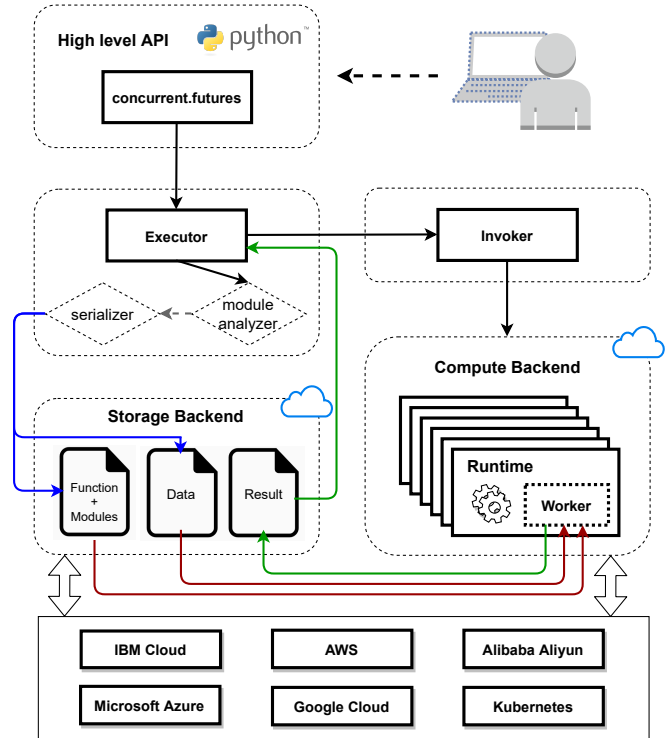 High level API
python™
concurrent.futures
Executor
Invoker
serializer
module
analyzer
Storage Backend
Compute Backend
Function
+
Modules
Data
Result
Runtime
Worker
IBM Cloud
AWS
Alibaba Aliyun
Microsoft Azure
Google Cloud
Kubernetes